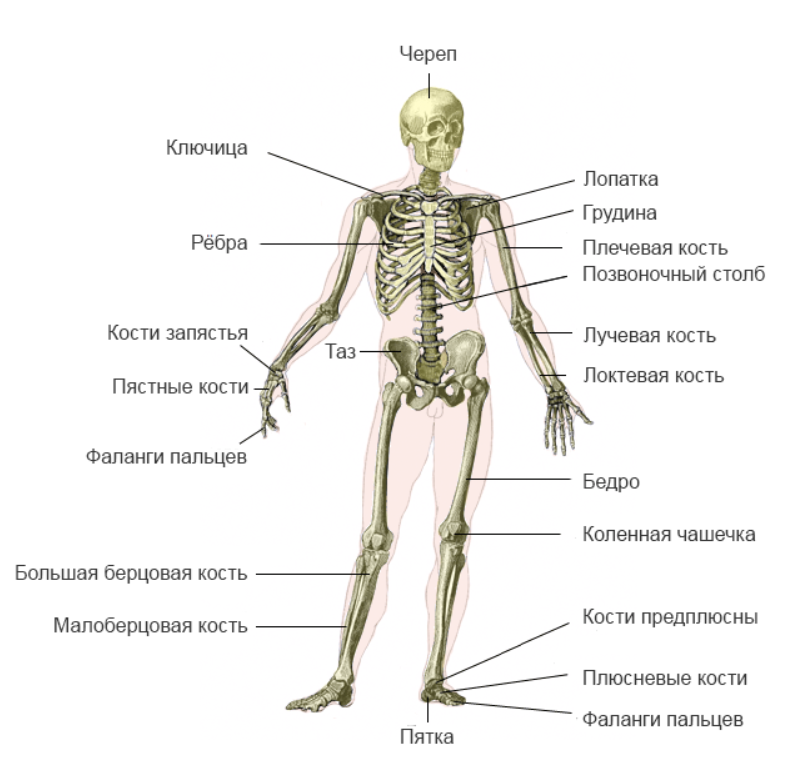 Череп
Ключица
Лопатка
Грудина
Рёбра
Плечевая кость
Позвоночный столб
Кости запястья
Лучевая кость
Таз
Локтевая кость
Пястные кости
Фаланги пальцев
Бедро
Коленная чашечка
Большая берцовая кость
Кости предплюсны
Малоберцовая кость
Плюсневые кости
Фаланги пальцев
Пятка